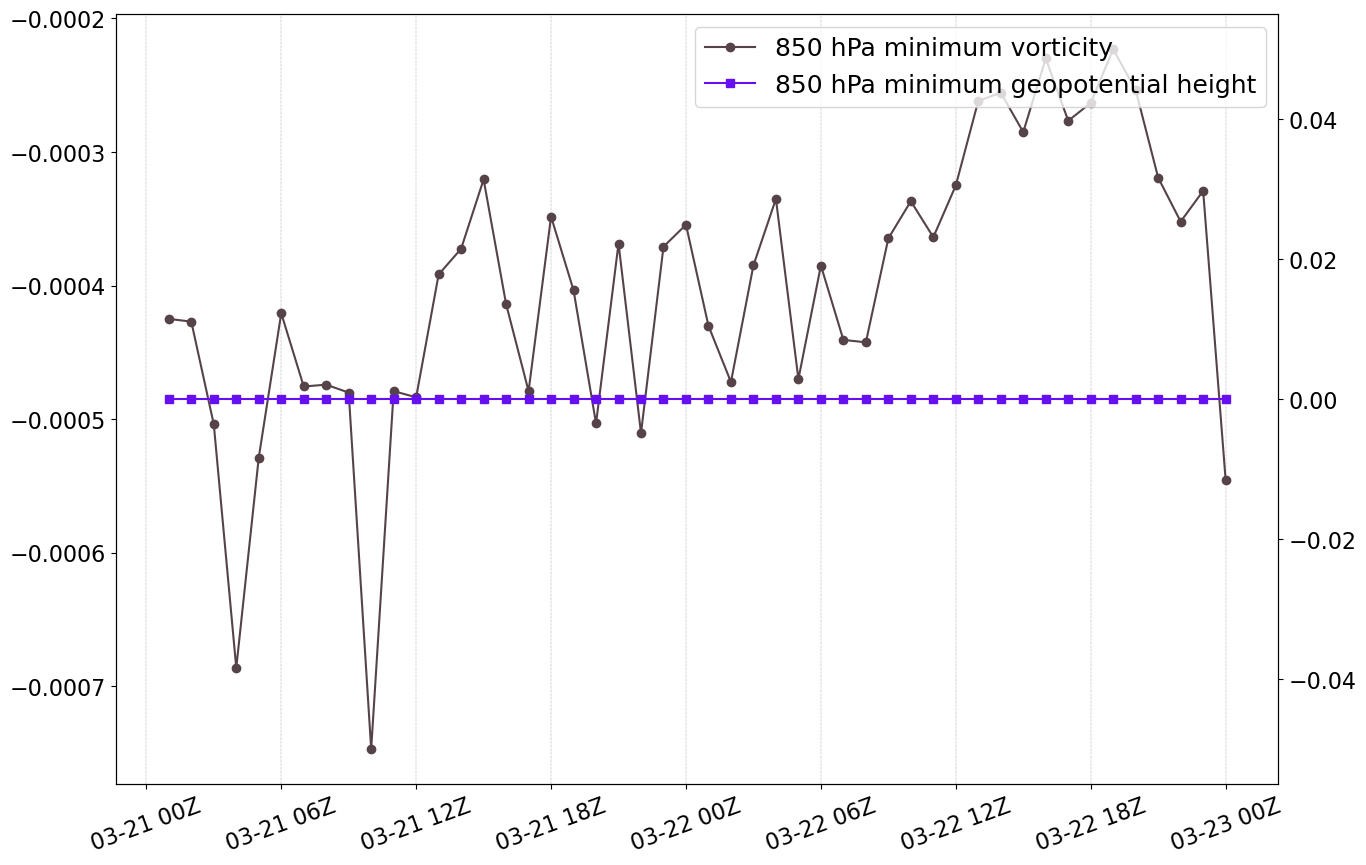 850 hPa minimum vorticity
850 hPa minimum geopotential height
−0.0002
−0.0003
−0.0004
−0.0005
−0.0006
−0.0007
0.04
0.02
0.00
−0.02
−0.04
03-21 00Z
03-21 06Z
03-21 12Z
03-21 18Z
03-22 00Z
03-22 06Z
03-22 12Z
03-22 18Z
03-23 00Z